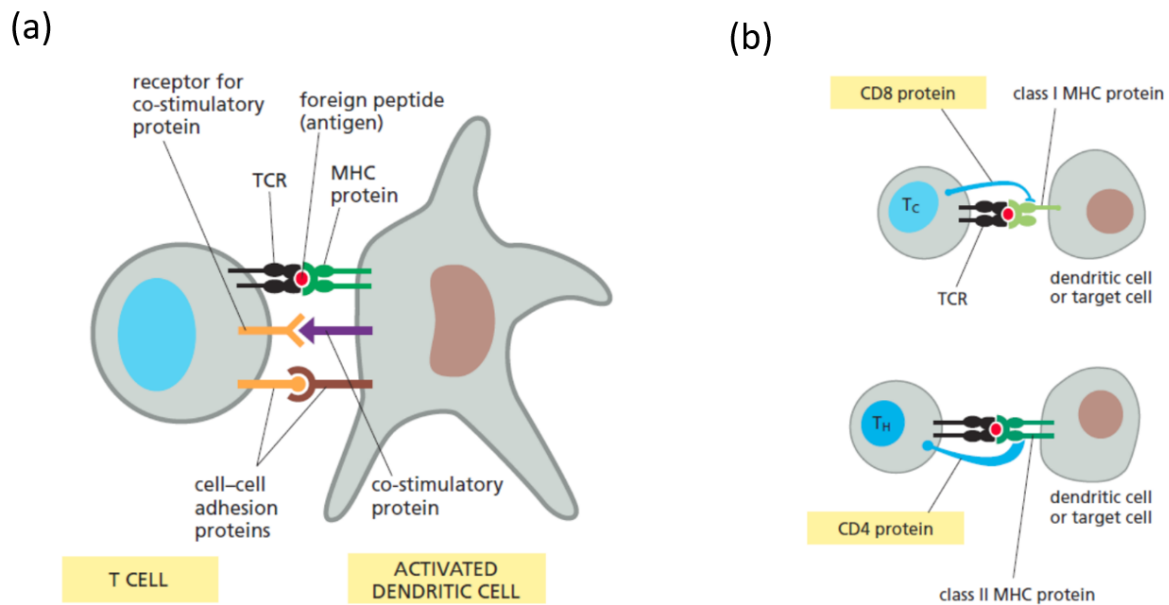 (a)
receptor for
co-stimulatory
protein
foreign peptide
(antigen)
TCR
MHC
protein
cell–cell
adhesion
proteins
co-stimulatory
protein
T CELL
ACTIVATED
DENDRITIC CELL
(b)
CD8 protein
class I MHC protein
TC
TCR
dendritic cell
or target cell
TH
CD4 protein
dendritic cell
or target cell
class II MHC protein